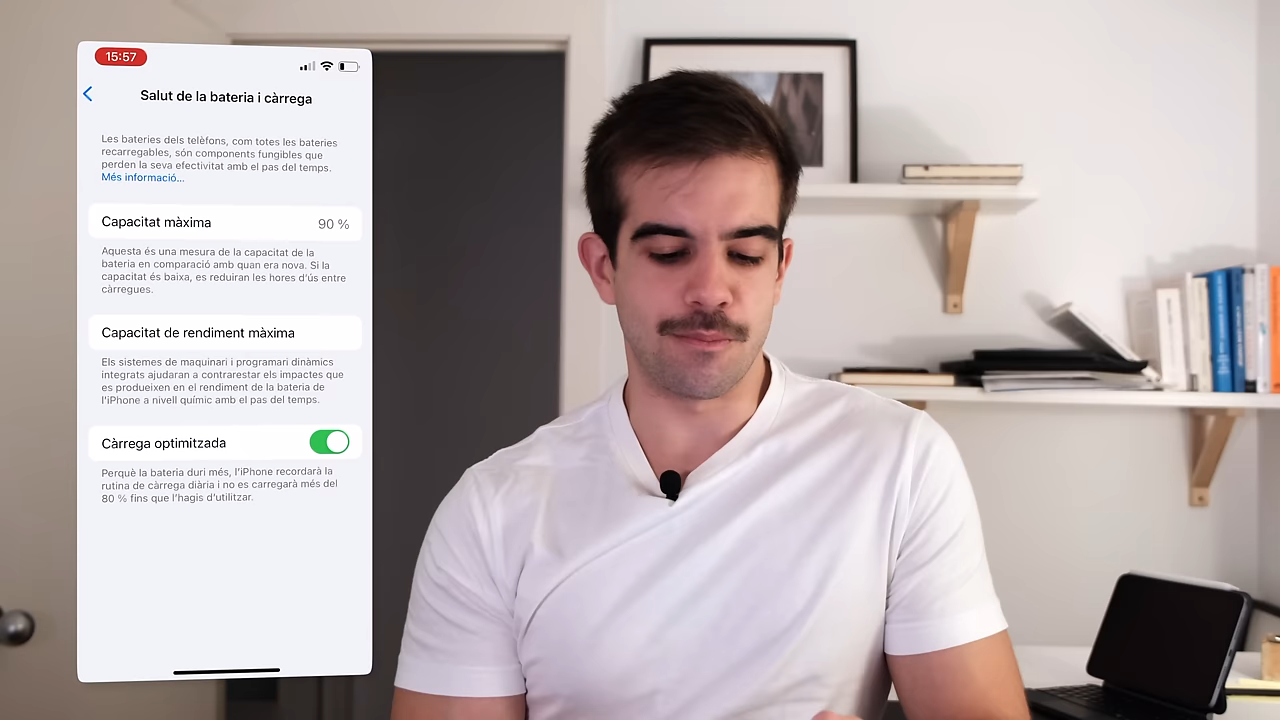 15:57
Salut de la bateria i càrrega
Les bateries dels telèfons, com totes les bateries
recarregables, són components fungibles que
perden la seva efectivitat amb el pas del temps.
Més informació...
Capacitat màxima 90 %
Aquesta és una mesura de la capacitat de la
bateria en comparació amb quan era nova. Si la
capacitat és baixa, es reduiran les hores d'ús entre
càrregues.
Capacitat de rendiment màxima
Els sistemes de maquinari i programari dinàmics
integrats ajudaran a contrarestar els impactes que
es produeixen en el rendiment de la bateria de
l'iPhone a nivell químic amb el pas del temps.
Càrrega optimitzada
Perquè la bateria duri més, l'iPhone recordarà la
rutina de càrrega diària i no es carregarà més del
80 % fins que l'hagis d'utilitzar.